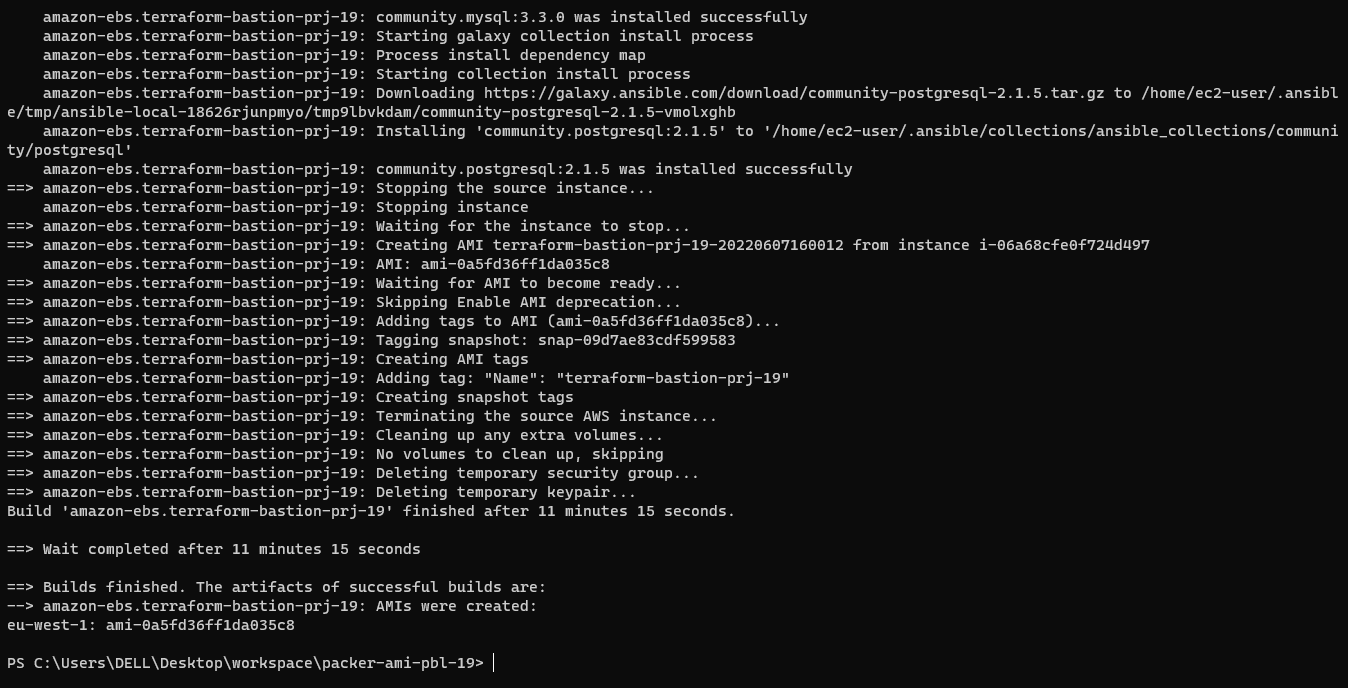 amazon-ebs.terraform-bastion-prj-19: community.mysql:3.3.0 was installed successfully
amazon-ebs.terraform-bastion-prj-19: Starting galaxy collection install process
amazon-ebs.terraform-bastion-prj-19: Process install dependency map
amazon-ebs.terraform-bastion-prj-19: Starting collection install process
amazon-ebs.terraform-bastion-prj-19: Downloading https://galaxy.ansible.com/download/community-postgresql-2.1.5.tar.gz to /home/ec2-user/.ansibl
e/tmp/ansible-local-18626rjunpmyo/tmp9lbvkdam/community-postgresql-2.1.5-vmolxghb
amazon-ebs.terraform-bastion-prj-19: Installing 'community.postgresql:2.1.5' to '/home/ec2-user/.ansible/collections/ansible_collections/communi
ty/postgresql'
amazon-ebs.terraform-bastion-prj-19: community.postgresql:2.1.5 was installed successfully
==> amazon-ebs.terraform-bastion-prj-19: Stopping the source instance...
amazon-ebs.terraform-bastion-prj-19: Stopping instance
==> amazon-ebs.terraform-bastion-prj-19: Waiting for the instance to stop...
==> amazon-ebs.terraform-bastion-prj-19: Creating AMI terraform-bastion-prj-19-20220607160012 from instance i-06a68cfe0f724d497
amazon-ebs.terraform-bastion-prj-19: AMI: ami-0a5fd36ff1da035c8
==> amazon-ebs.terraform-bastion-prj-19: Waiting for AMI to become ready...
==> amazon-ebs.terraform-bastion-prj-19: Skipping Enable AMI deprecation...
==> amazon-ebs.terraform-bastion-prj-19: Adding tags to AMI (ami-0a5fd36ff1da035c8)...
==> amazon-ebs.terraform-bastion-prj-19: Tagging snapshot: snap-09d7ae83cdf599583
==> amazon-ebs.terraform-bastion-prj-19: Creating AMI tags
amazon-ebs.terraform-bastion-prj-19: Adding tag: "Name": "terraform-bastion-prj-19"
==> amazon-ebs.terraform-bastion-prj-19: Creating snapshot tags
==> amazon-ebs.terraform-bastion-prj-19: Terminating the source AWS instance...
==> amazon-ebs.terraform-bastion-prj-19: Cleaning up any extra volumes...
==> amazon-ebs.terraform-bastion-prj-19: No volumes to clean up, skipping
==> amazon-ebs.terraform-bastion-prj-19: Deleting temporary security group...
==> amazon-ebs.terraform-bastion-prj-19: Deleting temporary keypair...
Build 'amazon-ebs.terraform-bastion-prj-19' finished after 11 minutes 15 seconds.
==> Wait completed after 11 minutes 15 seconds
==> Builds finished. The artifacts of successful builds are:
--> amazon-ebs.terraform-bastion-prj-19: AMIs were created:
eu-west-1: ami-0a5fd36ff1da035c8
PS C:\Users\DELL\Desktop\workspace\packer-ami-pbl-19>